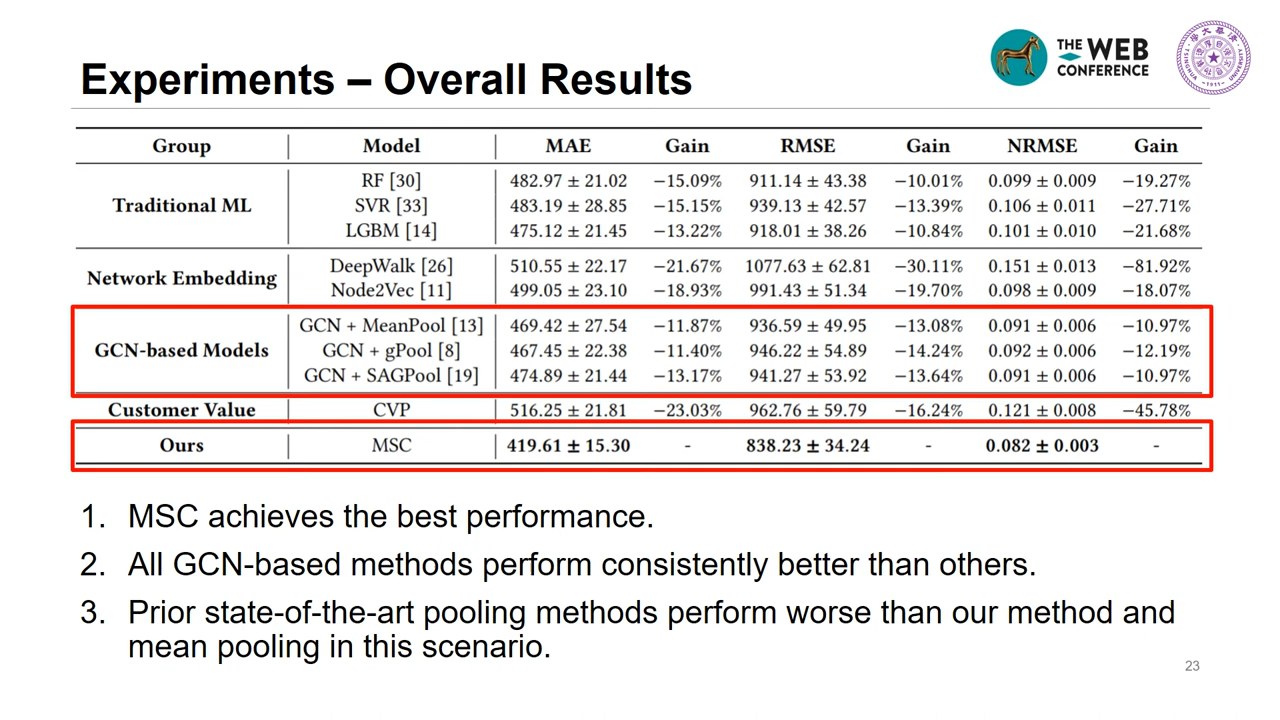 THE WEB
CONFERENCE
Experiments – Overall Results
Group Model MAE Gain RMSE Gain NRMSE Gain
RF [30] 482.97 ± 21.02 −15.09% 911.14 ± 43.38 −10.01% 0.099 ± 0.009 −19.27%
Traditional ML SVR [33] 483.19 ± 28.85 −15.15% 939.13 ± 42.57 −13.39% 0.106 ± 0.011 −27.71%
LGBM [14] 475.12 ± 21.45 −13.22% 918.01 ± 38.26 −10.84% 0.101 ± 0.010 −21.68%
Network Embedding
DeepWalk [26] 510.55 ± 22.17 −21.67% 1077.63 ± 62.81 −30.11% 0.151 ± 0.013 −81.92%
Node2Vec [11] 499.05 ± 23.10 −18.93% 991.43 ± 51.34 −19.70% 0.098 ± 0.009 −18.07%
GCN + MeanPool [13] 469.42 ± 27.54 −11.87% 936.59 ± 49.95 −13.08% 0.091 ± 0.006 −10.97%
GCN-based Models GCN + gPool [8] 467.45 ± 22.38 −11.40% 946.22 ± 54.89 −14.24% 0.092 ± 0.006 −12.19%
GCN + SAGPool [19] 474.89 ± 21.44 −13.17% 941.27 ± 53.92 −13.64% 0.091 ± 0.006 −10.97%
Customer Value CVP 516.25 ± 21.81 −23.03% 962.76 ± 59.79 −16.24% 0.121 ± 0.008 −45.78%
Ours MSC 419.61 ± 15.30 - 838.23 ± 34.24 - 0.082 ± 0.003 -
1. MSC achieves the best performance.
2. All GCN-based methods perform consistently better than others.
3. Prior state-of-the-art pooling methods perform worse than our method and
mean pooling in this scenario.
23